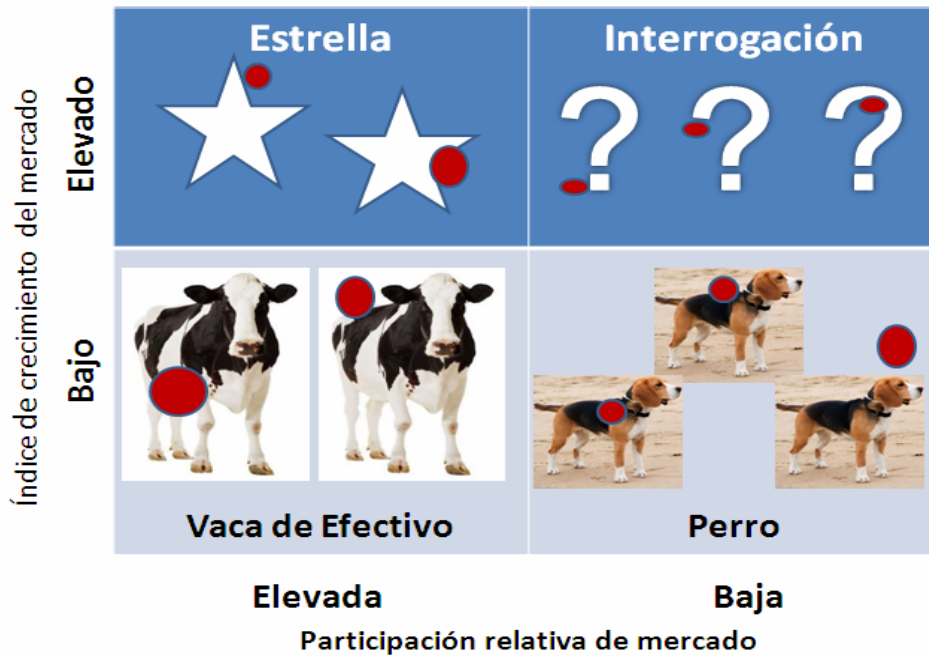 Estrella
Interrogación
? ? ?
Índice de crecimiento del mercado
Elevado
Bajo
Vaca de Efectivo
Perro
Elevada
Baja
Participación relativa de mercado